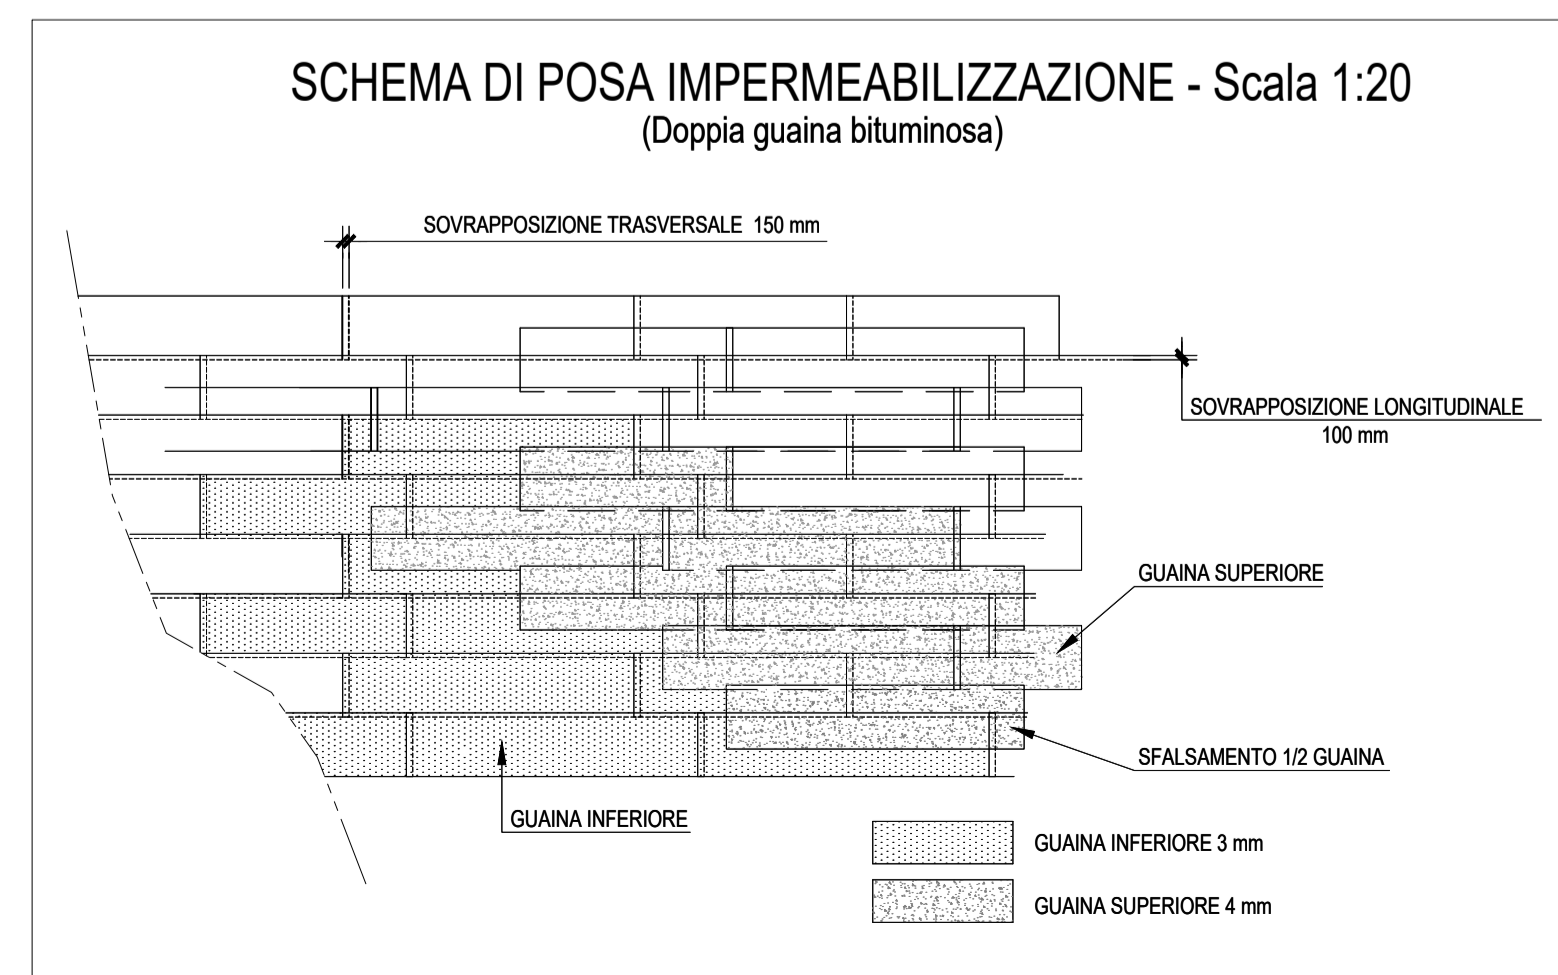 SCHEMA DI POSA IMPERMEABILIZZAZIONE - Scala 1:20
(Doppia guaina bituminosa)
SOVRAPPOSIZIONE TRASVERSALE 150 mm
SOVRAPPOSIZIONE LONGITUDINALE
100 mm
GUAINA SUPERIORE
SFALSAMENTO 1/2 GUAINA
GUAINA INFERIORE
GUAINA INFERIORE 3 mm
GUAINA SUPERIORE 4 mm